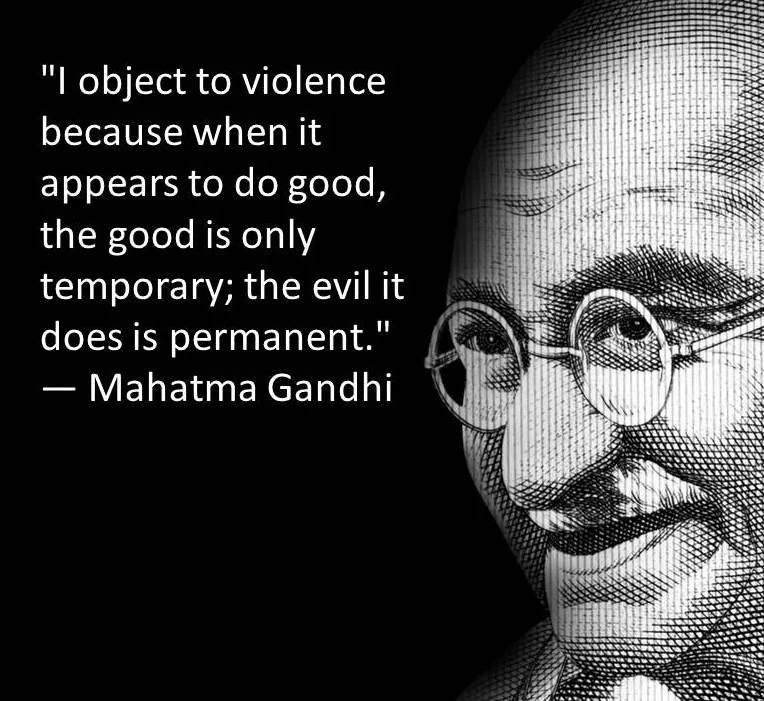 "I object to violence
because when it
appears to do good,
the good is only
temporary; the evil it
does is permanent."
― Mahatma Gandhi